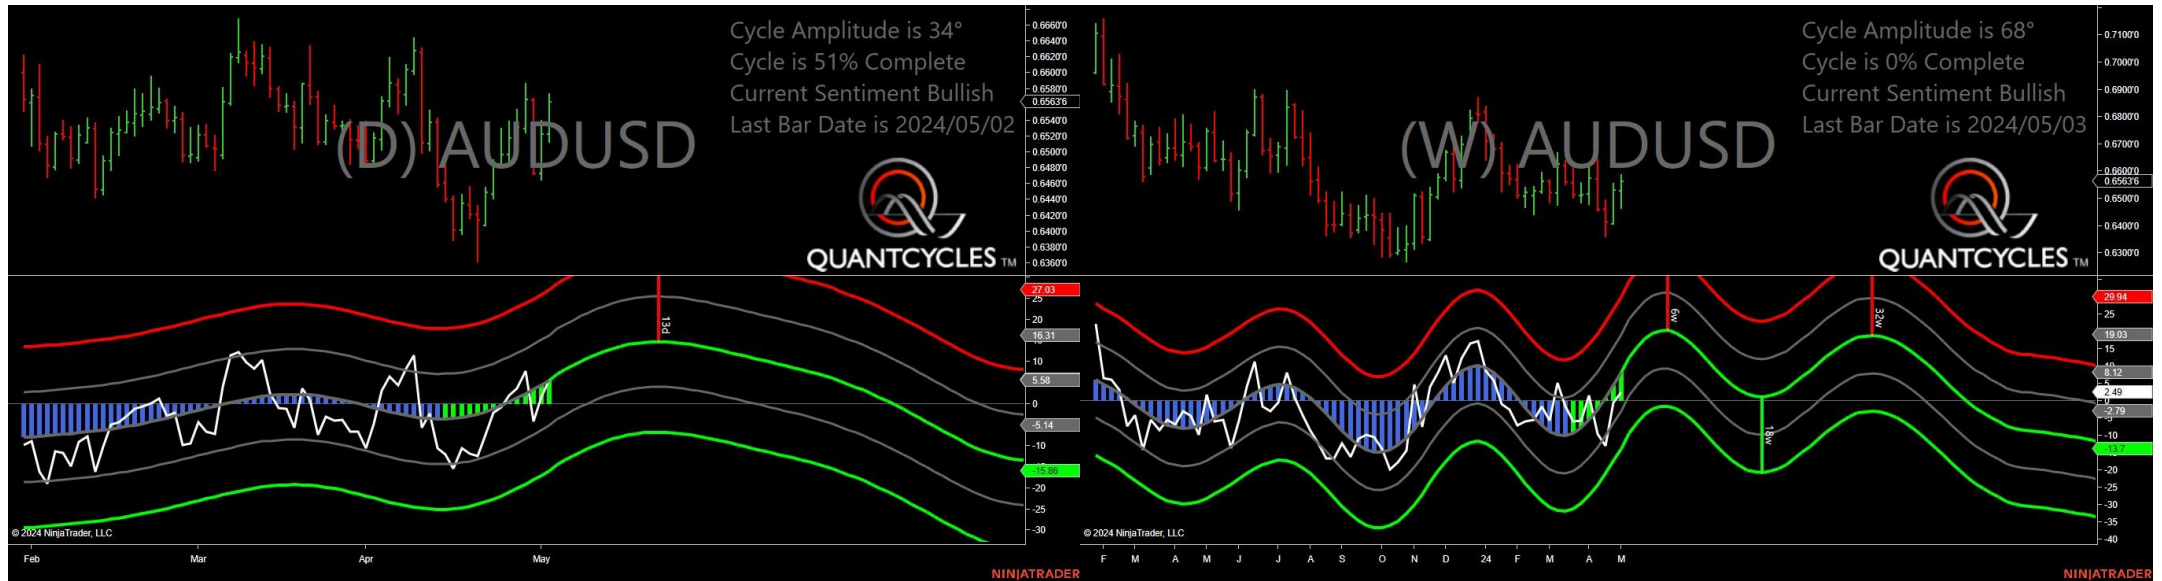 Cycle Amplitude is 34°
Cycle is 51% Complete
Current Sentiment Bullish
Last Bar Date is 2024/05/02
(D) AUDUSD
QUANTCYCLES TM
0.6660'0
0.6640'0
0.6620'0
0.6600'0
0.6580'0
0.6563'6
0.6540'0
0.6520'0
0.6500'0
0.6480'0
0.6460'0
0.6440'0
0.6420'0
0.6400'0
0.6380'0
0.6360'0
13d
27.03
25
20
16.31
10
5.58
0
-5.14
-10
-15.86
-20
-25
-30
© 2024 NinjaTrader, LLC
Feb Mar Apr May
NINJATRADER
Cycle Amplitude is 68°
Cycle is 0% Complete
Current Sentiment Bullish
Last Bar Date is 2024/05/03
(W) AUDUSD
QUANTCYCLES TM
0.7100'0
0.7000'0
0.6900'0
0.6800'0
0.6700'0
0.6600'0
0.6563'6
0.6500'0
0.6400'0
0.6300'0
6w
32w
18w
29.94
25
19.03
15
8.12
5
2.49
0
-2.79
-5
-10
-13.7
-20
-25
-30
-35
-40
© 2024 NinjaTrader, LLC
F M A M J J A S O N D 24 F M A M
NINJATRADER